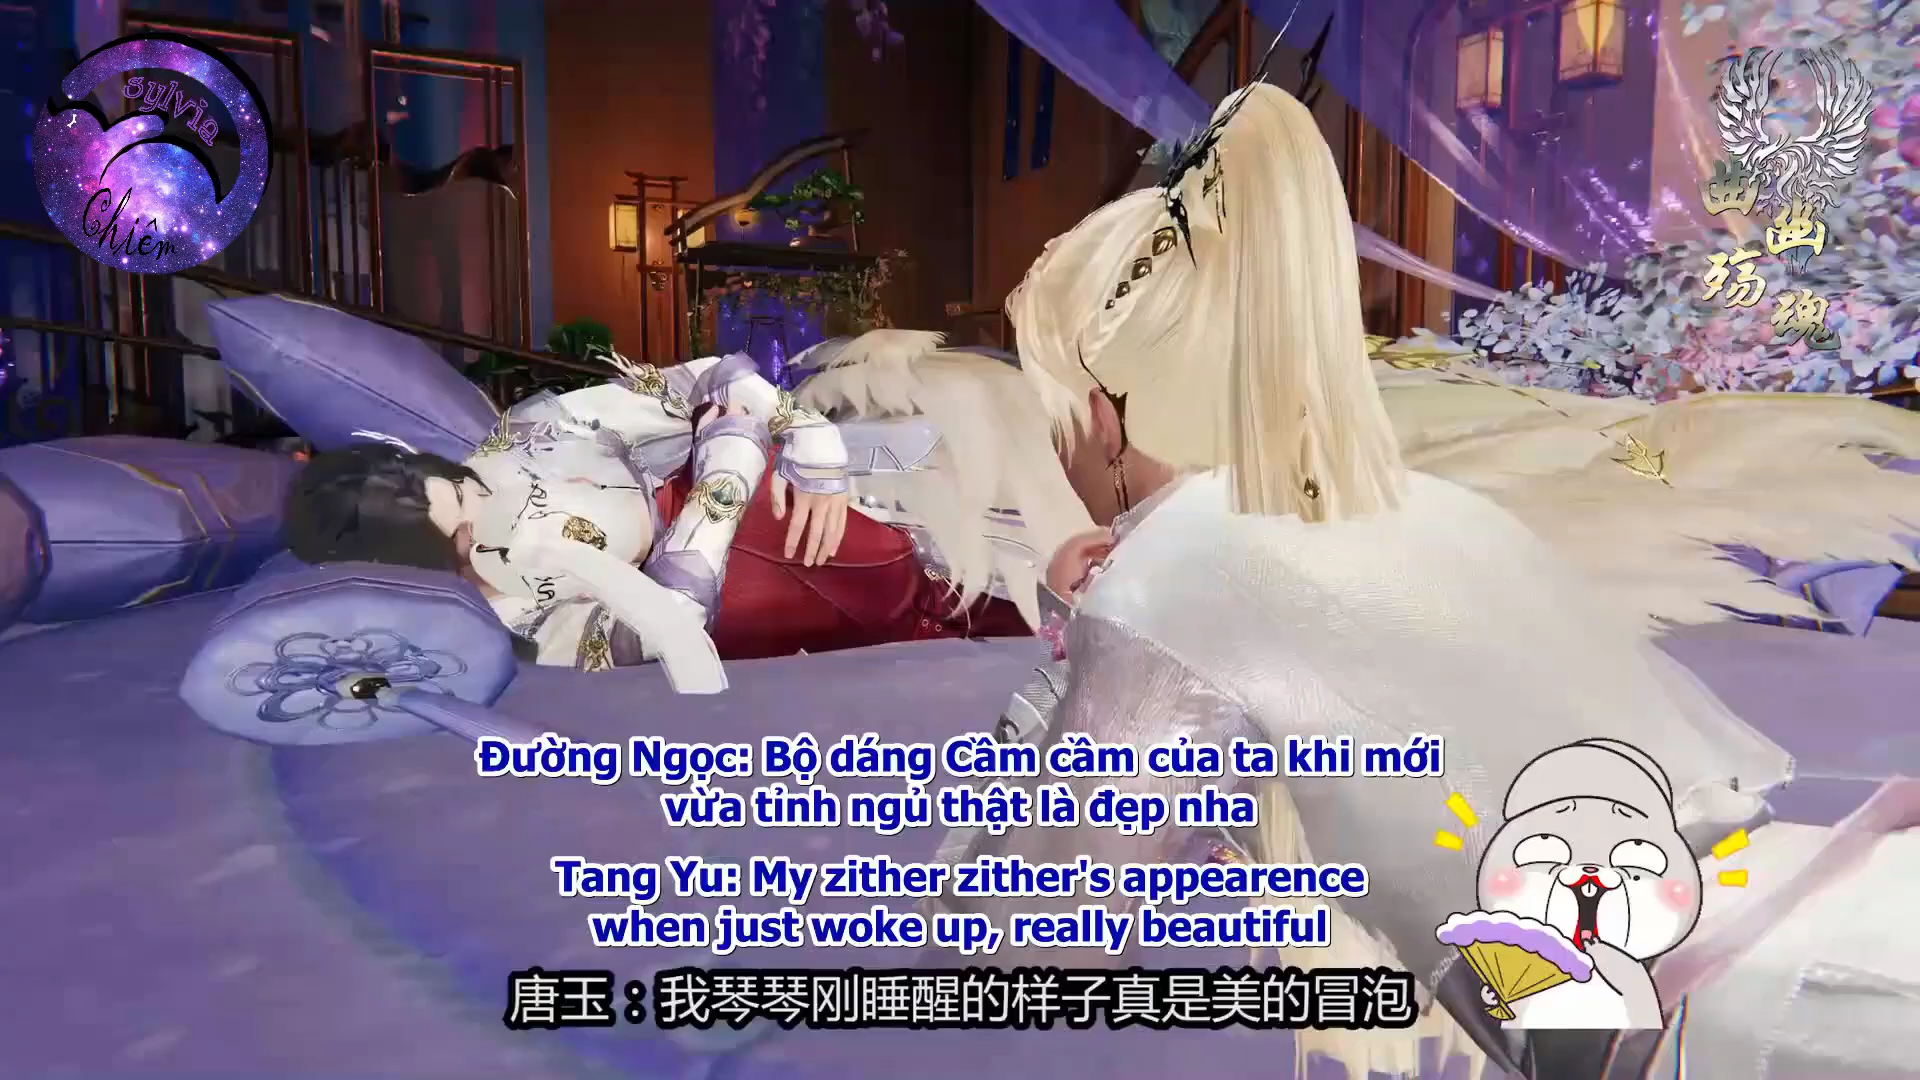 sylvia
Chiêm
曲幽
殇魂
Đường Ngọc: Bộ dáng Cầm cầm của ta khi mới
vừa tỉnh ngủ thật là đẹp nha
Tang Yu: My zither zither's appearence
when just woke up, really beautiful
唐玉：我琴琴刚睡醒的样子真是美的冒泡